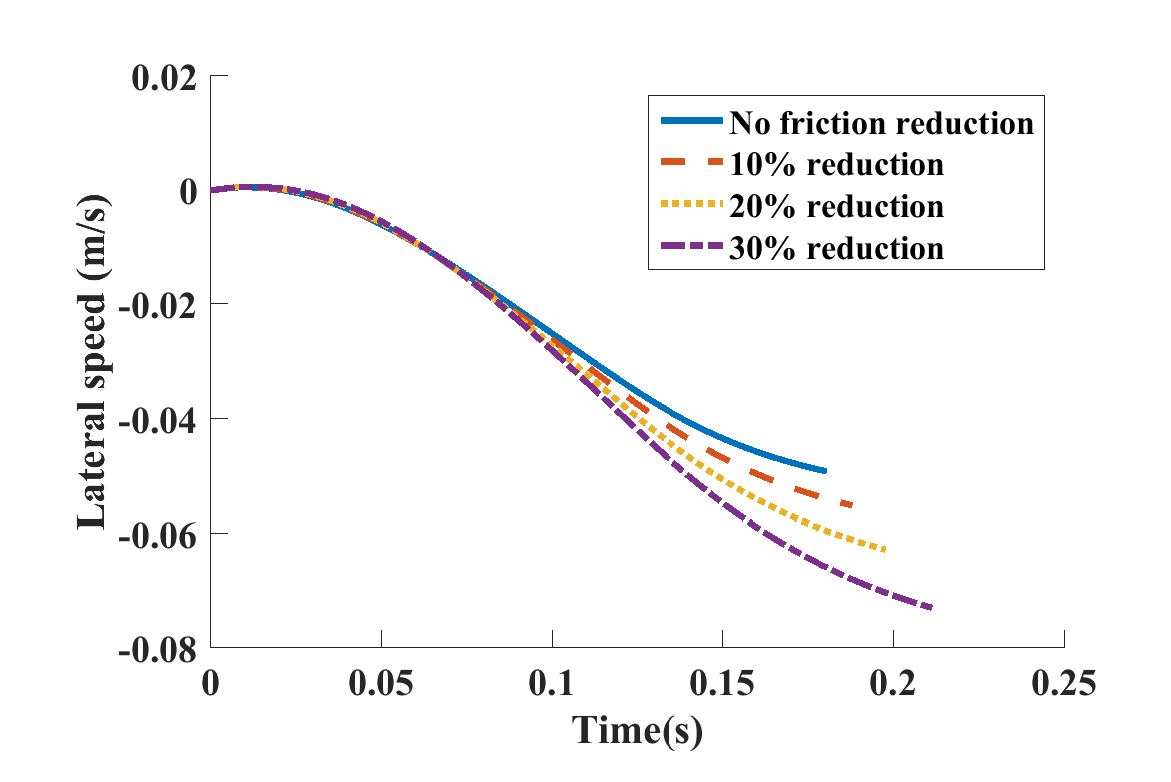 0.02
0
-0.02
-0.04
-0.06
-0.08
Lateral speed (m/s)
No friction reduction
10% reduction
20% reduction
30% reduction
0
0.05
0.1
0.15
0.2
0.25
Time(s)